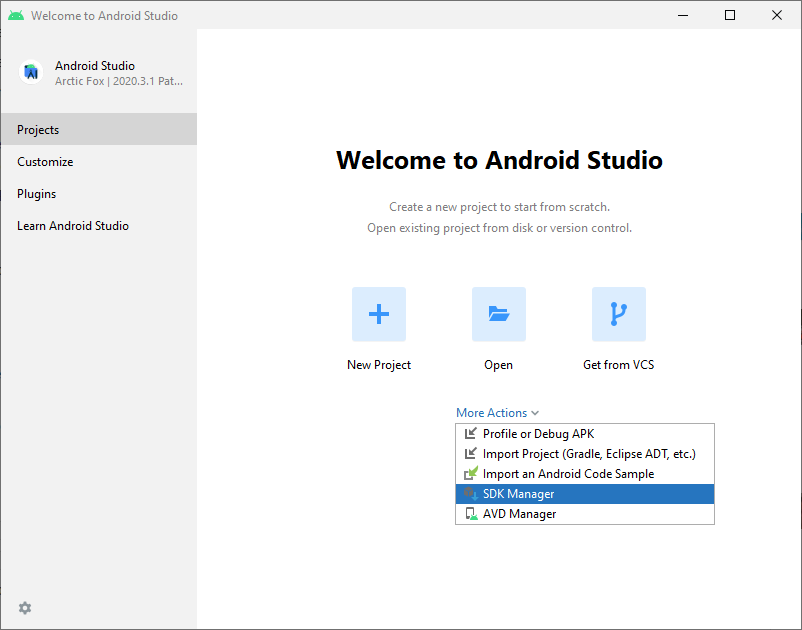 Welcome to Android Studio
Android Studio
Arctic Fox | 2020.3.1 Pat...
Projects
Customize
Plugins
Learn Android Studio
Welcome to Android Studio
Create a new project to start from scratch.
Open existing project from disk or version control.
New Project
Open
Get from VCS
More Actions
Profile or Debug APK
Import Project (Gradle, Eclipse ADT, etc.)
Import an Android Code Sample
SDK Manager
AVD Manager